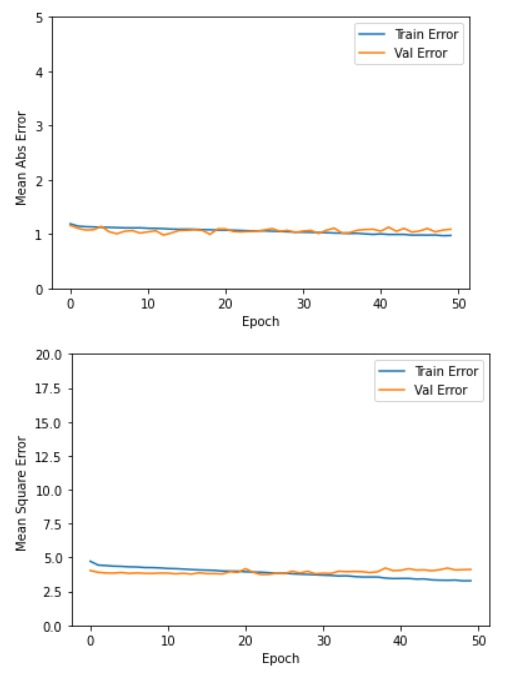 5
4
3
2
1
0
Mean Abs Error
Train Error
Val Error
0 10 20 30 40 50
Epoch
20.0
17.5
15.0
12.5
10.0
7.5
5.0
2.5
0.0
Mean Square Error
Train Error
Val Error
0 10 20 30 40 50
Epoch